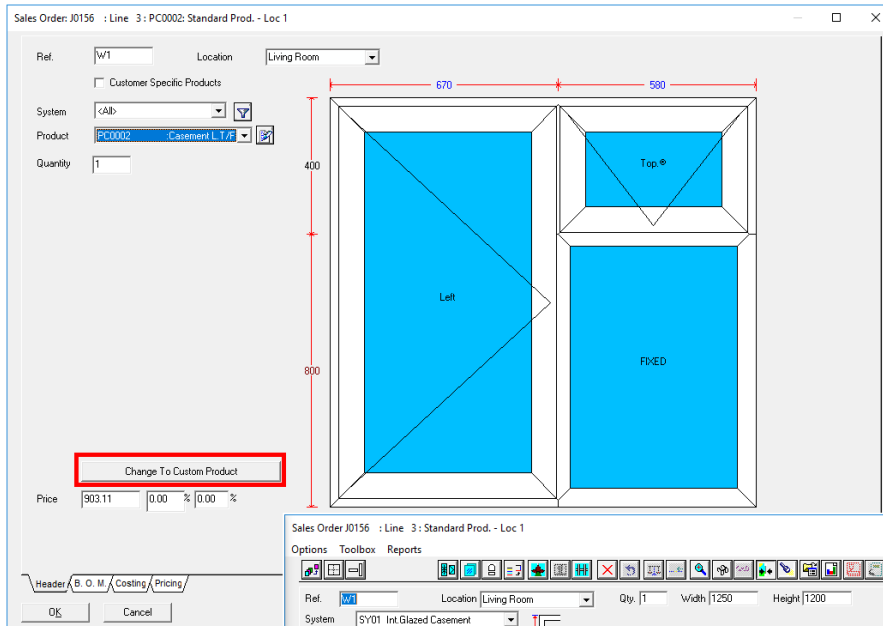 Sales Order: J0156 : Line 3 : PC0002: Standard Prod. - Loc 1
Ref. W1 Location Living Room
Customer Specific Products
System <All>
Product PC0002 :Casement L.T/F
Quantity 1
670 580
400
Top.®
Left
FIXED
800
Change To Custom Product
Price 903.11 0.00 % 0.00 %
Header B. O. M. Costing Pricing
OK Cancel
Sales Order J0156 : Line 3 : Standard Prod. - Loc 1
Options Toolbox Reports
Ref. W1 Location Living Room Qty. 1 Width 1250 Height 1200
System SY01 Int.Glazed Casement